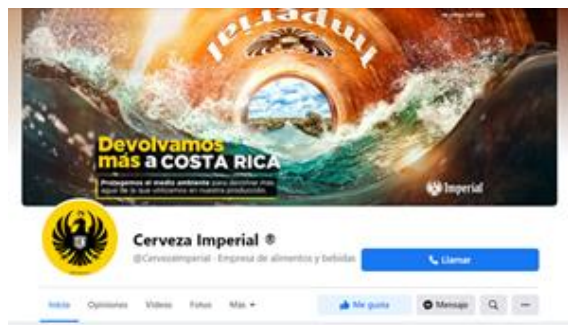 Imperial
Devolvamos
más a COSTA RICA
Protegemos el medio ambiente para devolver más
agua de la que utilizamos en nuestra producción.
Imperial
Cerveza Imperial ®
@CervezaImperial · Empresa de alimentos y bebidas
Llamar
Inicio Opiniones Videos Fotos Más
Me gusta Mensaje